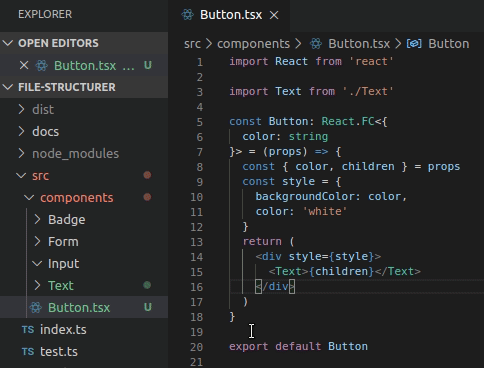 EXPLORER
OPEN EDITORS
Button.tsx ... U
FILE-STRUCTURER
dist
docs
node_modules
src
components
Badge
Form
Input
Text
Button.tsx U
TS index.ts
TS test.ts
Button.tsx
src > components > Button.tsx > Button
1 import React from 'react'
2
3 import Text from './Text'
4
5 const Button: React.FC<{
6 color: string
7 }> = (props) => {
8 const { color, children } = props
9 const style = {
10 backgroundColor: color,
11 color: 'white'
12 }
13 return (
14 <div style={style}>
15 <Text>{children}</Text>
16 </div>
17 )
18 }
19
20 export default Button
21